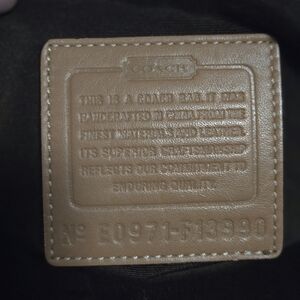 COACH
THIS IS A COACH BAG. IT WAS
HANDCRAFTED IN CHINA FROM THE
FINEST MATERIALS AND LEATHER.
ITS SUPERIOR CRAFTSMANSHIP
REFLECTS OUR COMMITMENT TO
ENDURING QUALITY.
Nº E0971-F13990